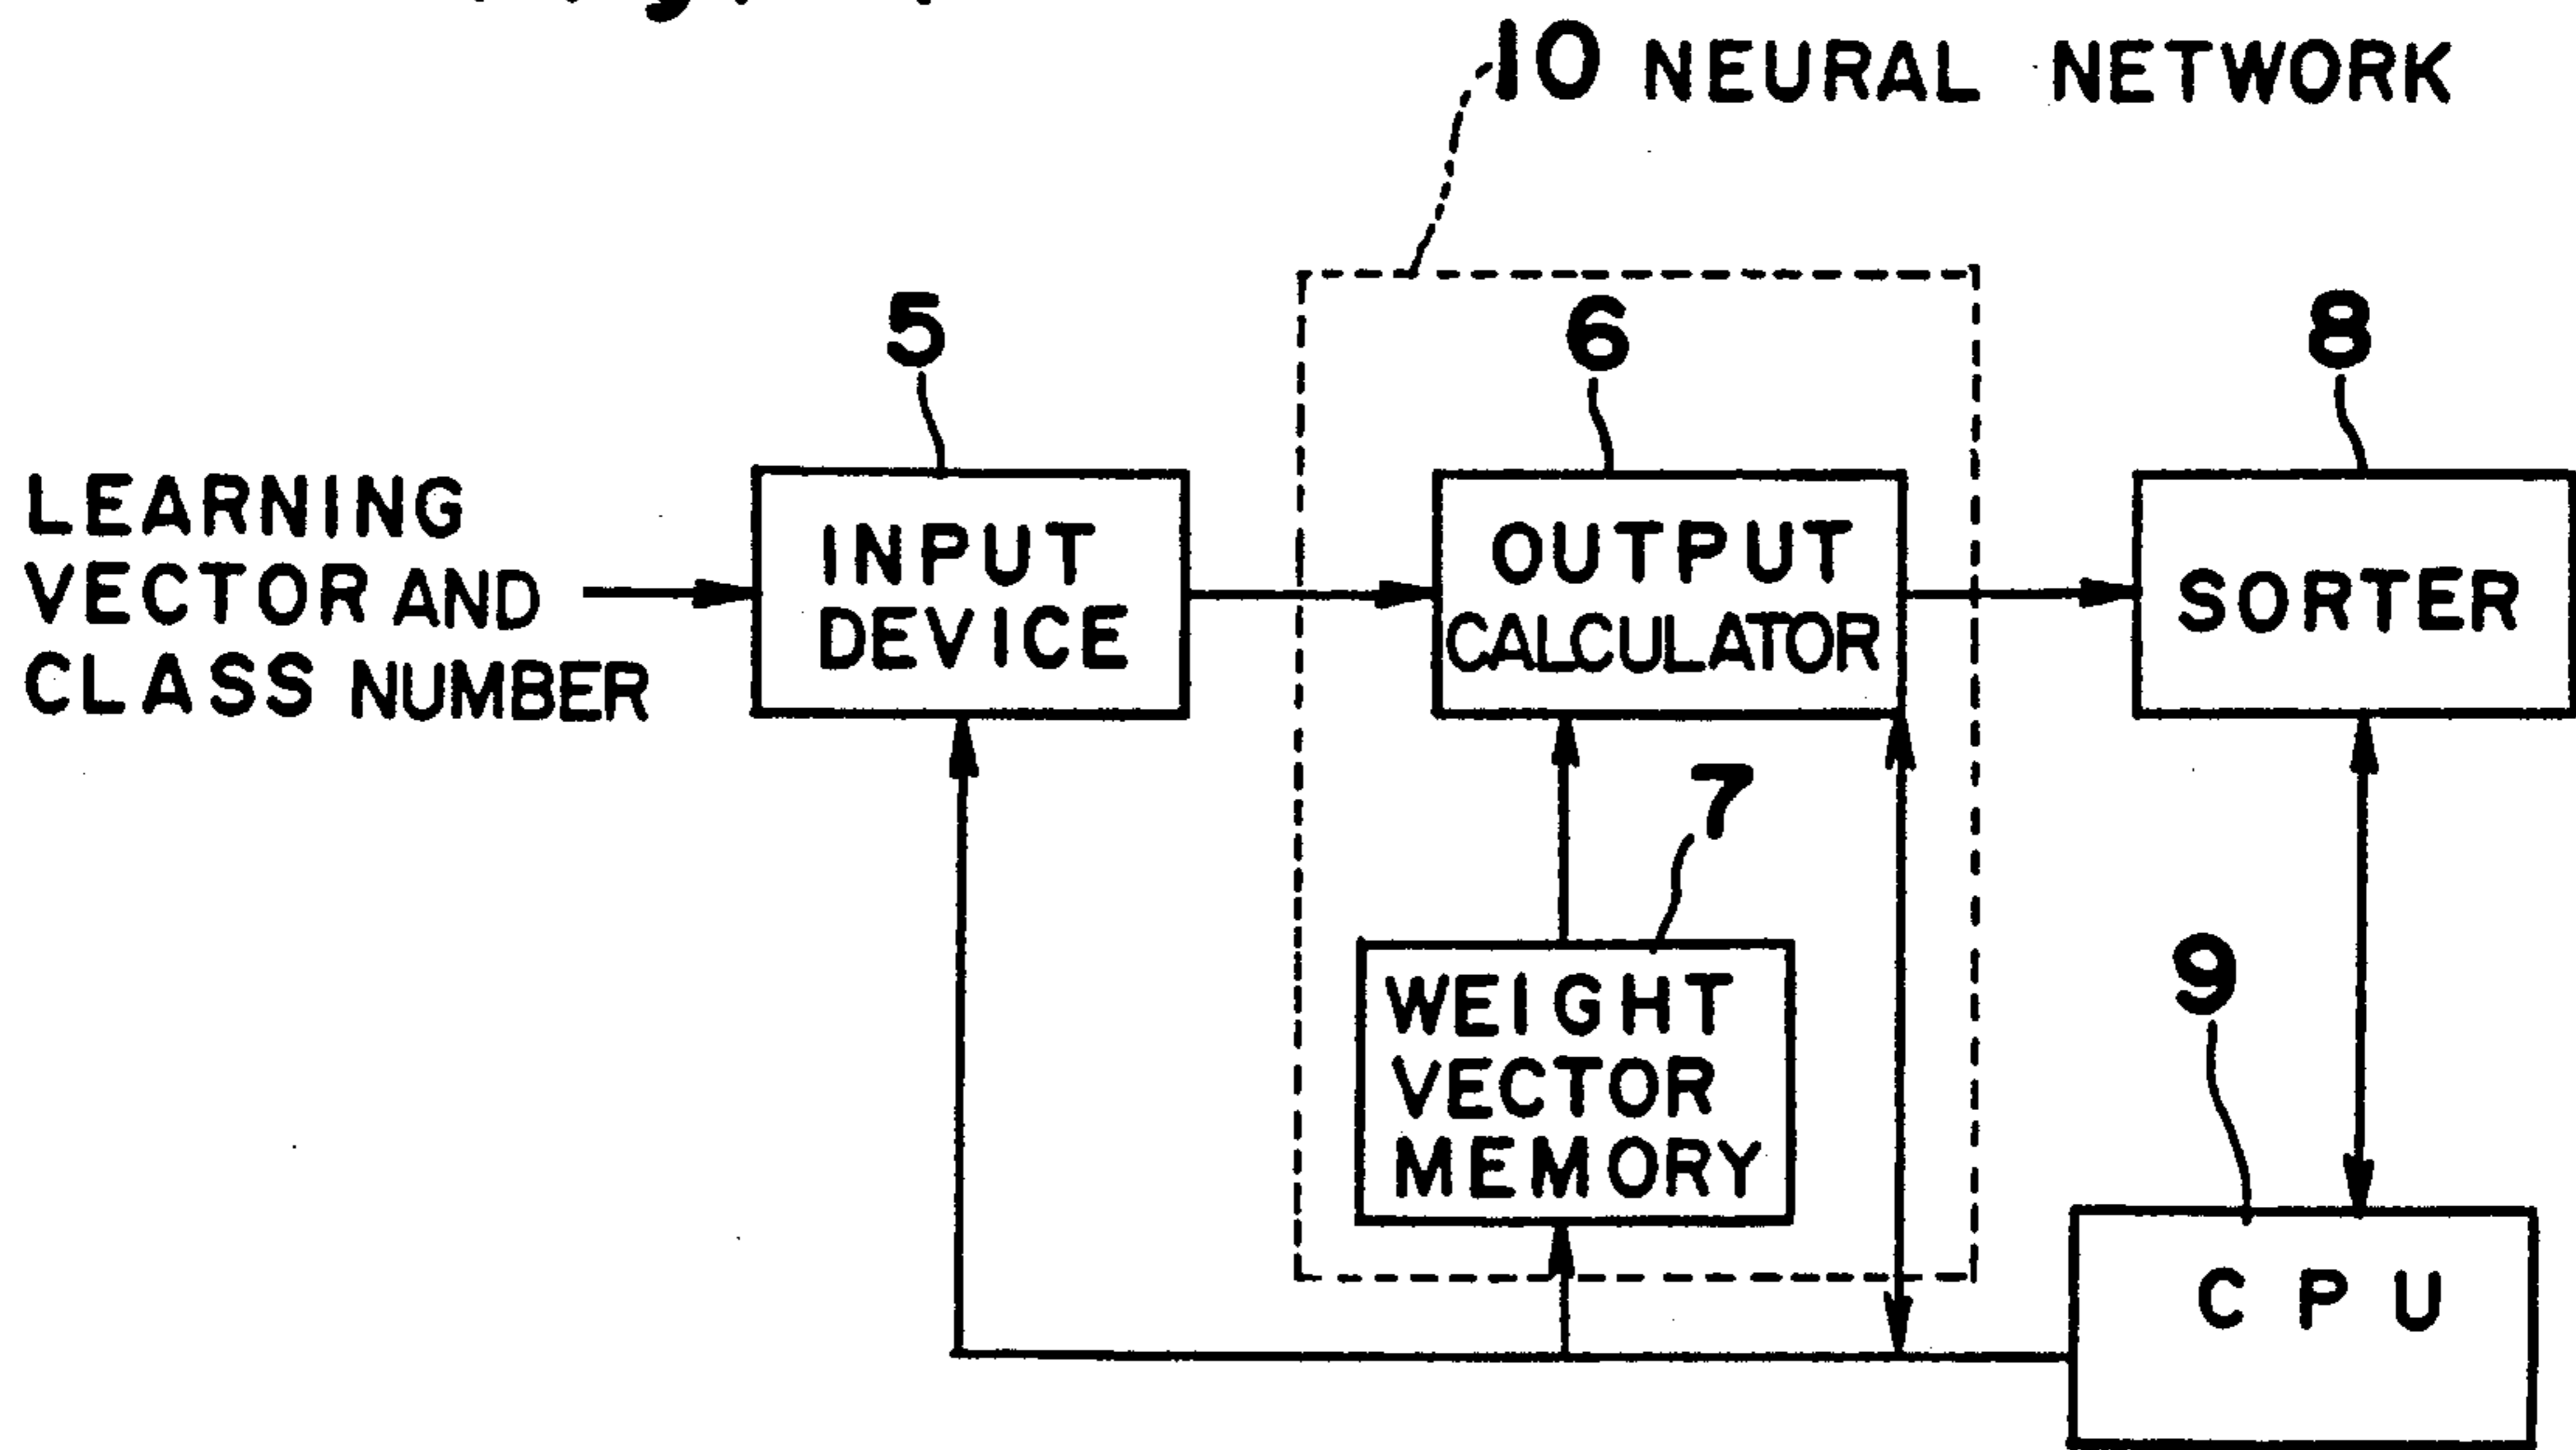 10 NEURAL NETWORK
5
6
8
LEARNING
VECTOR AND
CLASS NUMBER
INPUT
DEVICE
OUTPUT
CALCULATOR
SORTER
7
WEIGHT
VECTOR
MEMORY
9
CPU